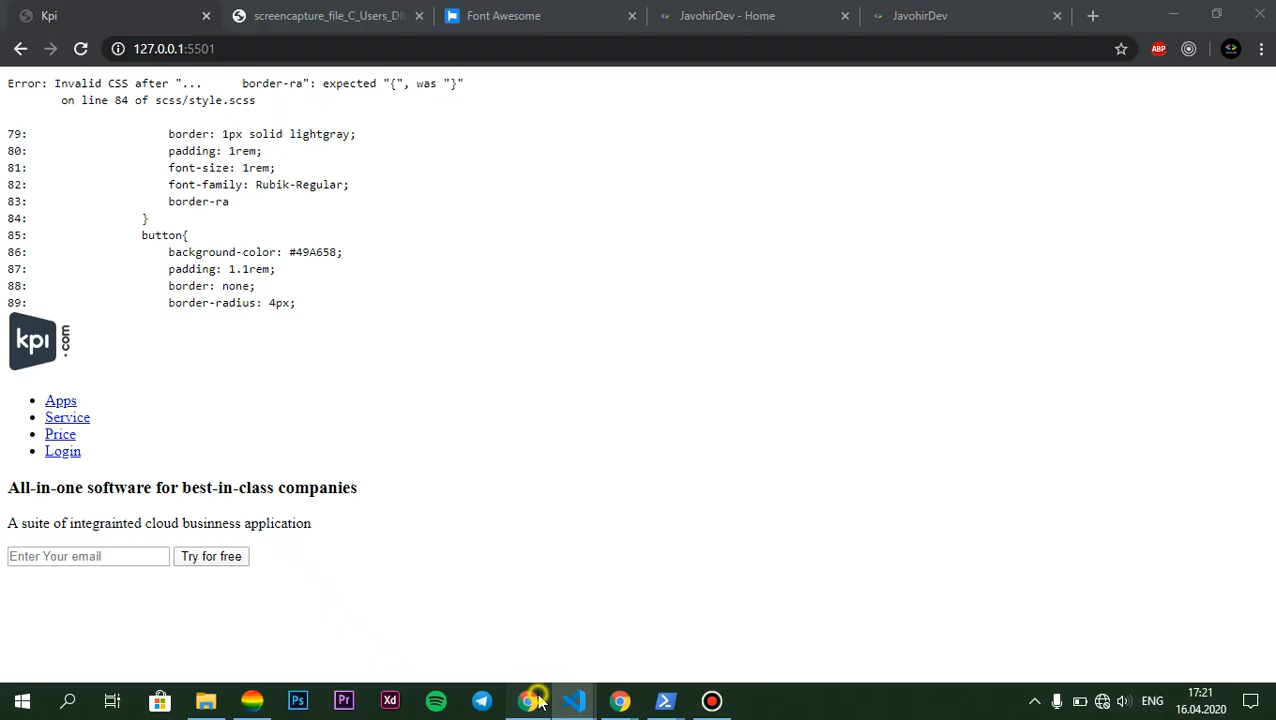 Kpi
screencapture_file_C_Users_DI
Font Awesome
JavohirDev - Home
JavohirDev
127.0.0.1:5501
ABP
Error: Invalid CSS after "...      border-ra": expected "{", was "}"
on line 84 of scss/style.scss
79: border: 1px solid lightgray;
80: padding: 1rem;
81: font-size: 1rem;
82: font-family: Rubik-Regular;
83: border-ra
84: }
85: button{
86: background-color: #49A658;
87: padding: 1.1rem;
88: border: none;
89: border-radius: 4px;
kpi .com
Apps
Service
Price
Login
All-in-one software for best-in-class companies
A suite of integrainted cloud businness application
Enter Your email Try for free
Ps Pr Xd ENG 17:21
16.04.2020